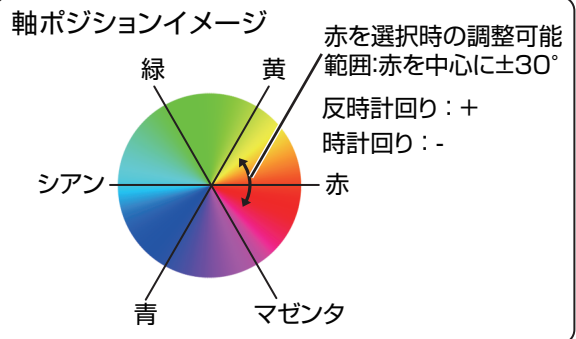 軸ポジションイメージ
赤を選択時の調整可能
範囲:赤を中心に±30°
反時計回り：+
時計回り：-
緑
黄
シアン
赤
青
マゼンタ